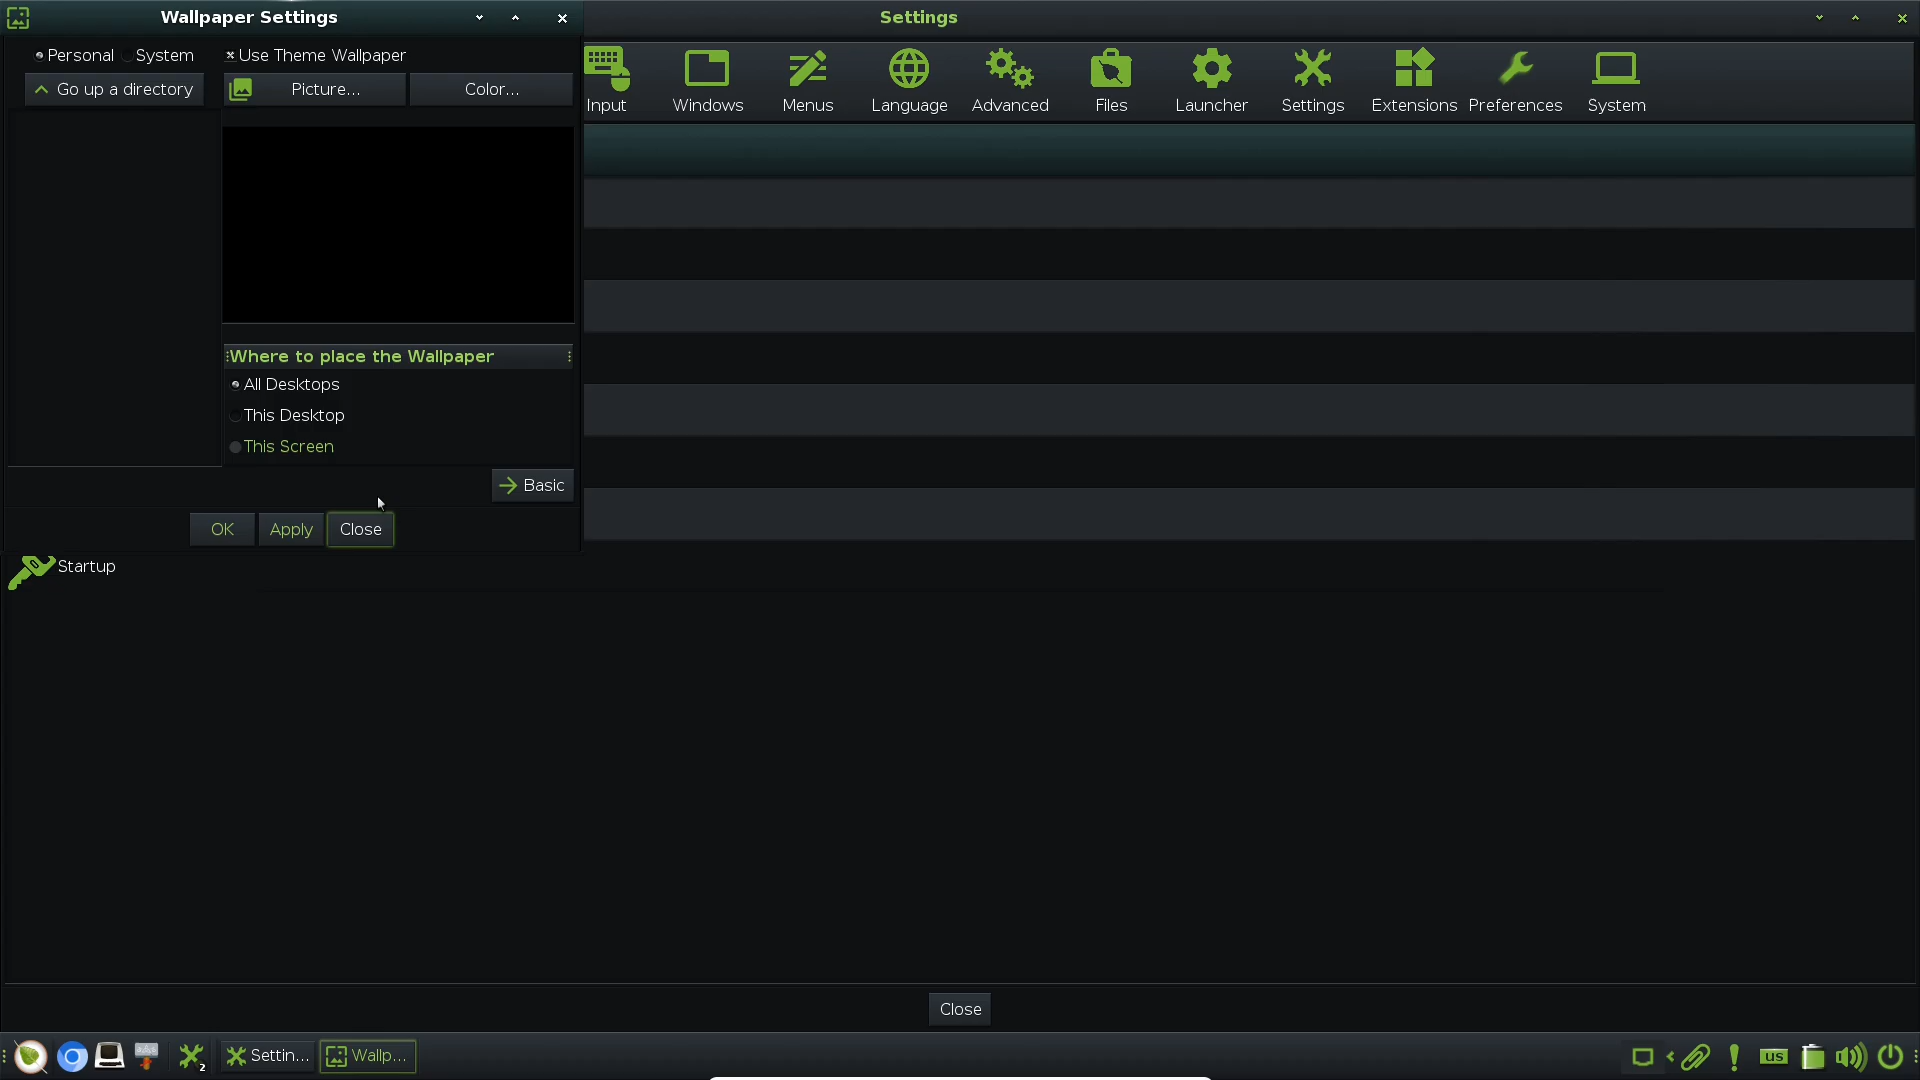 Wallpaper Settings
Settings
Personal System Use Theme Wallpaper
Go up a directory Picture... Color...
Input Windows Menus Language Advanced Files Launcher Settings Extensions Preferences System
Where to place the Wallpaper
All Desktops
This Desktop
This Screen
Basic
OK Apply Close
Startup
Close
2 Settin... Wallp... us